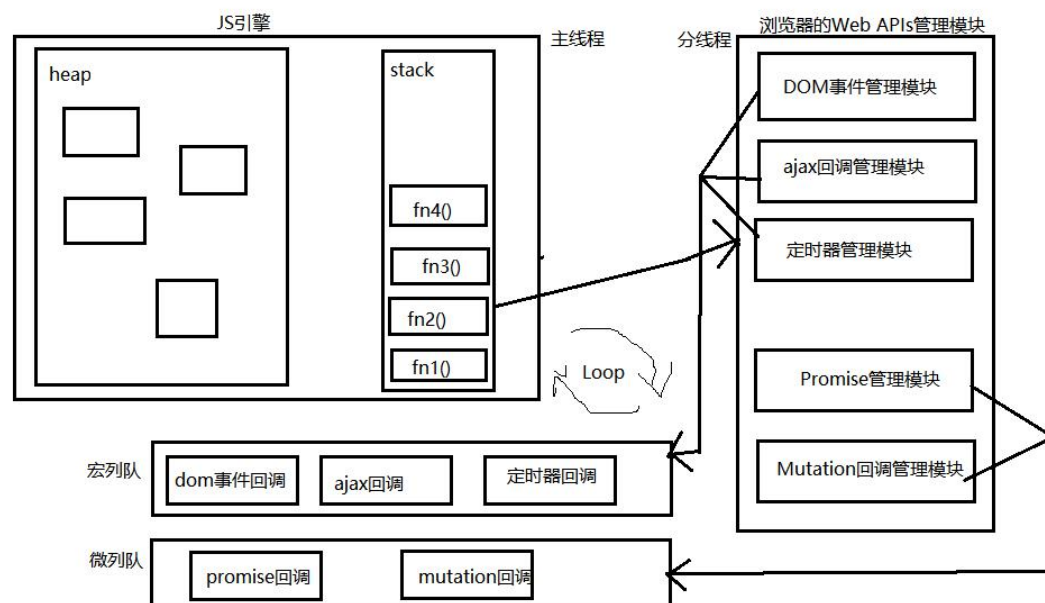 JS引擎
主线程
heap
stack
fn4()
fn3()
fn2()
fn1()
分线程
浏览器的Web APIs管理模块
DOM事件管理模块
ajax回调管理模块
定时器管理模块
Promise管理模块
Mutation回调管理模块
Loop
宏列队
dom事件回调
ajax回调
定时器回调
微列队
promise回调
mutation回调